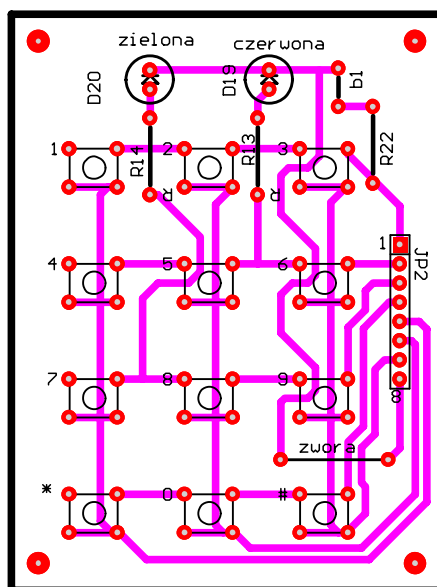 zielona czerwona
D20 D19 b1
1 R14 2 R13 3 R22
R R
1
4 5 6 JP2
7 8 9 8
zwora
* 0 #